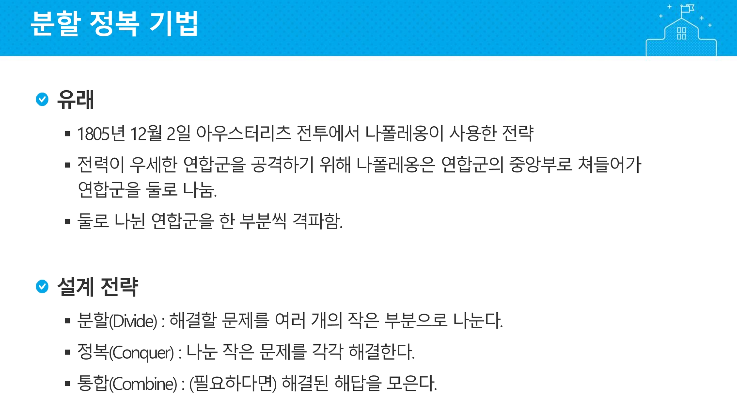 분할 정복 기법
유래
▪ 1805년 12월 2일 아우스터리츠 전투에서 나폴레옹이 사용한 전략
▪ 전력이 우세한 연합군을 공격하기 위해 나폴레옹은 연합군의 중앙부로 쳐들어가
연합군을 둘로 나눔.
▪ 둘로 나뉜 연합군을 한 부분씩 격파함.
설계 전략
▪ 분할(Divide) : 해결할 문제를 여러 개의 작은 부분으로 나눈다.
▪ 정복(Conquer) : 나눈 작은 문제를 각각 해결한다.
▪ 통합(Combine) : (필요하다면) 해결된 해답을 모은다.